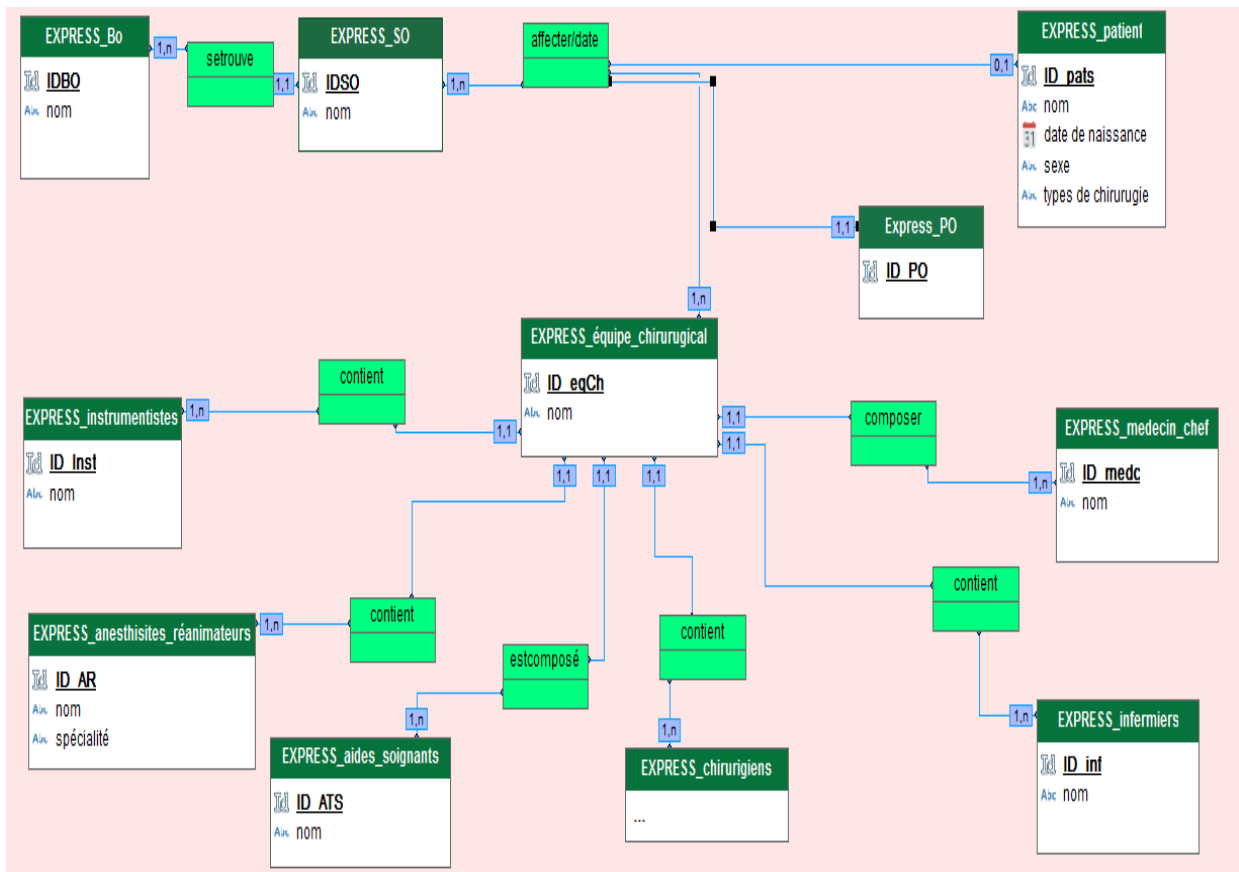 EXPRESS_Bo
IDBO
nom
1,n
setrouve
1,1
EXPRESS_SO
IDSO
nom
1,n
affecter/date
0,1
EXPRESS_patient
ID_pats
nom
31
date de naissance
sexe
types de chirurugie
1,1
Express_PO
ID_PO
1,n
EXPRESS_équipe_chirurugical
ID_eqCh
nom
contient
1,n
1,1
EXPRESS_instrumentistes
ID_Inst
nom
1,1
composer
1,n
EXPRESS_medecin_chef
ID_medc
nom
1,1
1,1
1,1
1,1
contient
1,n
EXPRESS_anesthisites_réanimateurs
ID_AR
nom
spécialité
estcomposé
1,n
EXPRESS_aides_soignants
ID_ATS
nom
contient
1,n
EXPRESS_chirurigiens
...
contient
1,n
EXPRESS_infermiers
ID_inf
nom